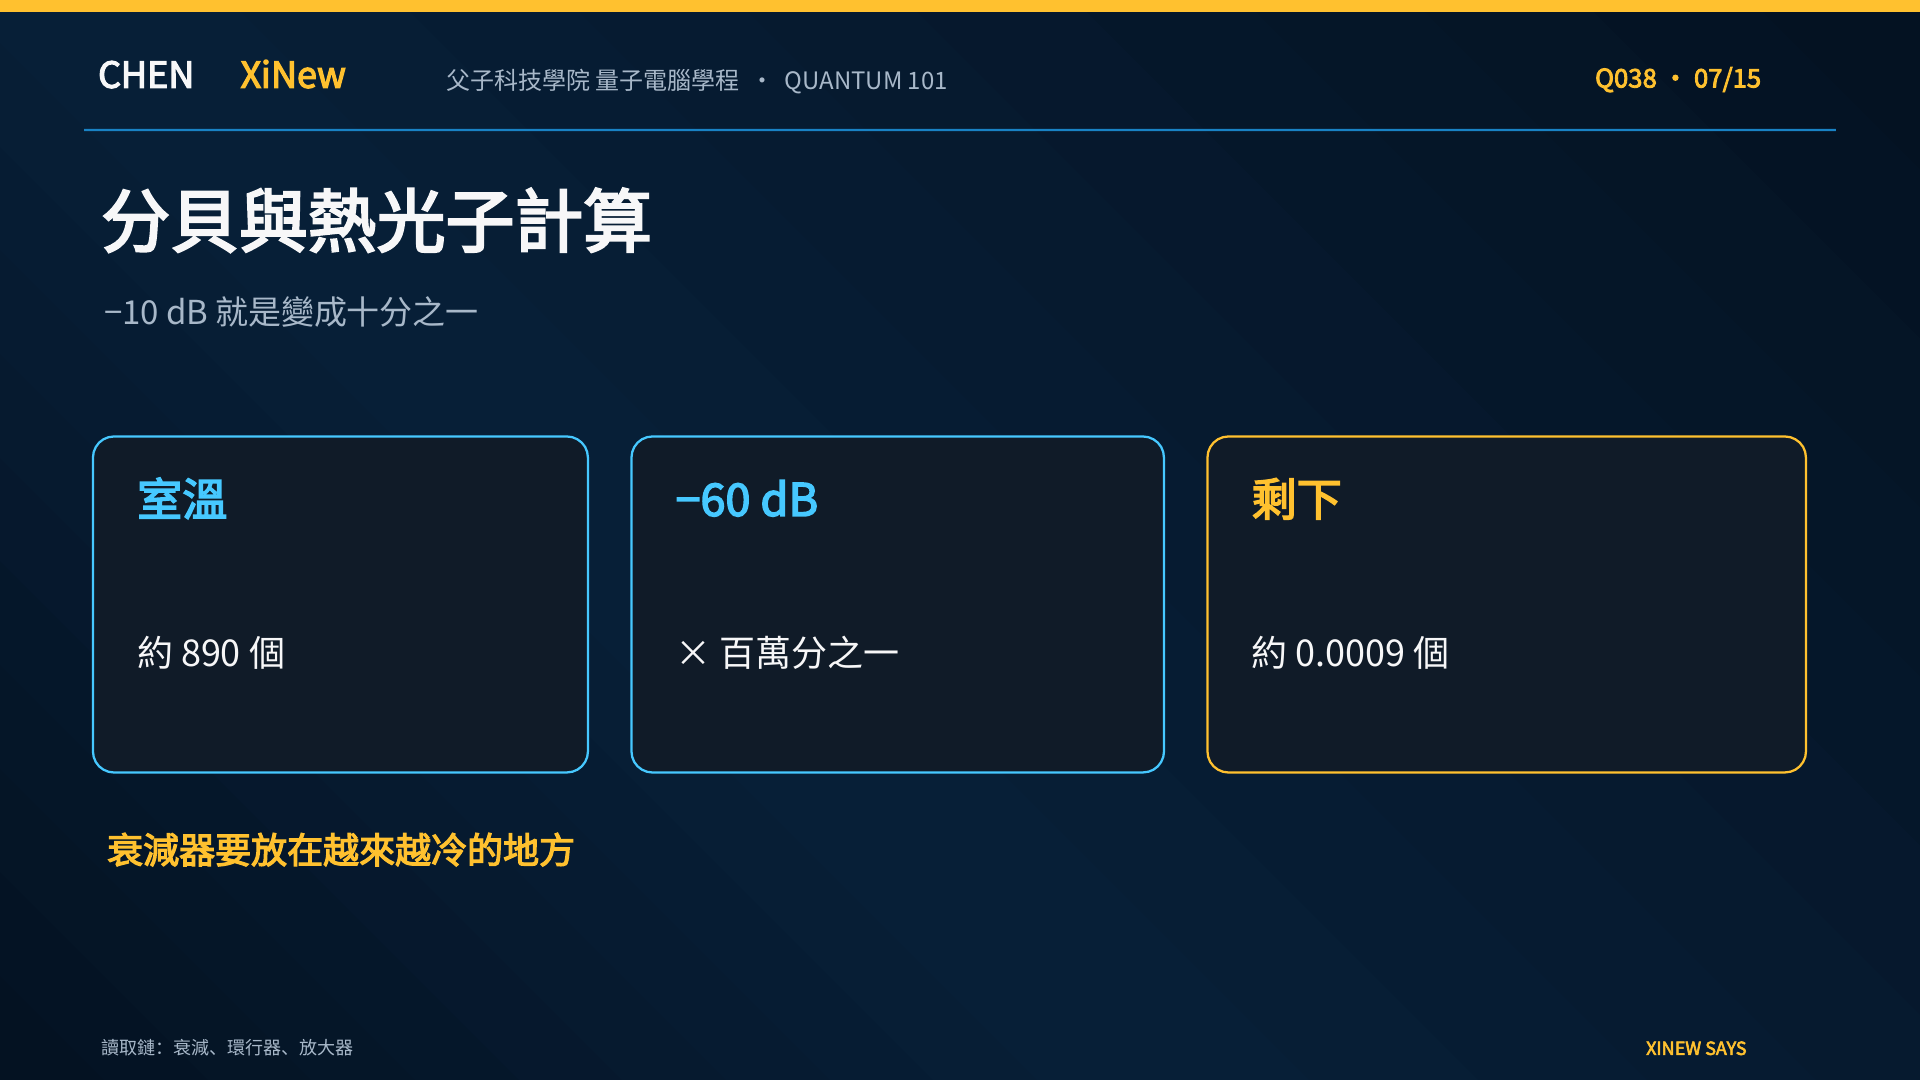 CHEN XiNew 父子科技學院 量子電腦學程 • QUANTUM 101 Q038 • 07/15
分貝與熱光子計算
−10 dB 就是變成十分之一
室溫 −60 dB 剩下
約 890 個 × 百萬分之一 約 0.0009 個
衰減器要放在越來越冷的地方
讀取鏈：衰減、環行器、放大器 XINEW SAYS